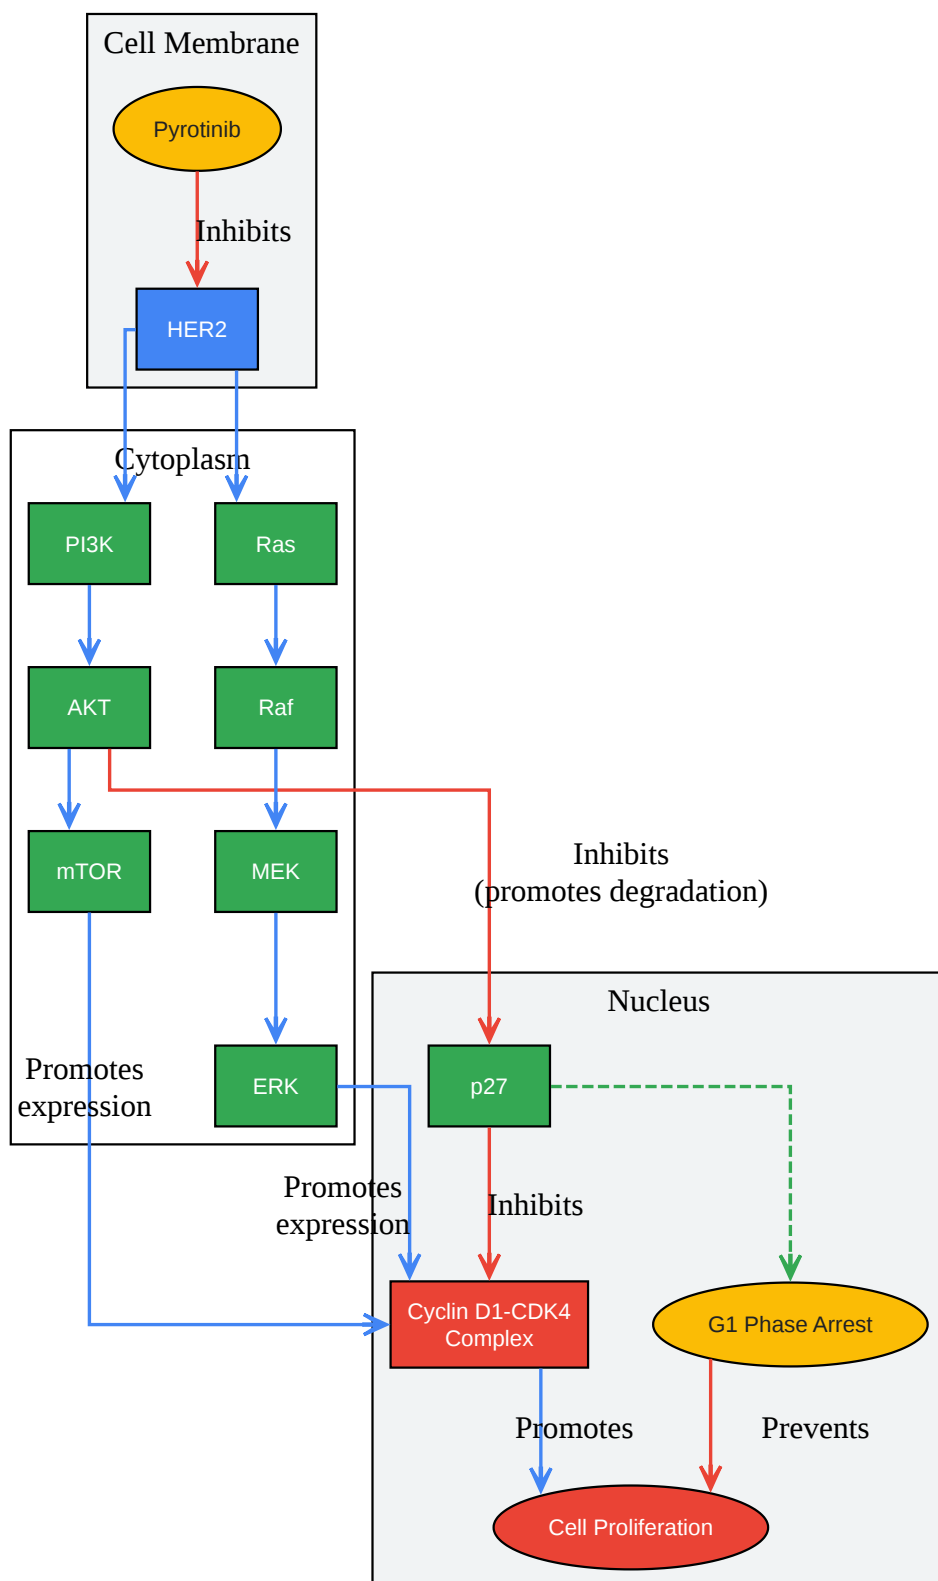 Cell Membrane
Pyrotinib
Inhibits
HER2
Cytoplasm
PI3K
Ras
AKT
Raf
mTOR
MEK
Inhibits
(promotes degradation)
Nucleus
Promotes
expression
ERK
p27
Promotes
expression
Inhibits
Cyclin D1-CDK4
Complex
G1 Phase Arrest
Promotes
Prevents
Cell Proliferation